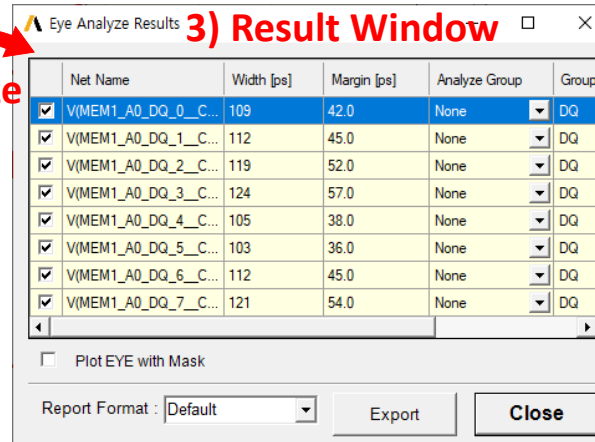 Eye Analyze Results
3) Result Window
e
Net Name Width [ps] Margin [ps] Analyze Group Group
V(MEM1_A0_DQ_0__C... 109 42.0 None DQ
V(MEM1_A0_DQ_1__C... 112 45.0 None DQ
V(MEM1_A0_DQ_2__C... 119 52.0 None DQ
V(MEM1_A0_DQ_3__C... 124 57.0 None DQ
V(MEM1_A0_DQ_4__C... 105 38.0 None DQ
V(MEM1_A0_DQ_5__C... 103 36.0 None DQ
V(MEM1_A0_DQ_6__C... 112 45.0 None DQ
V(MEM1_A0_DQ_7__C... 121 54.0 None DQ
Plot EYE with Mask
Report Format : Default Export Close